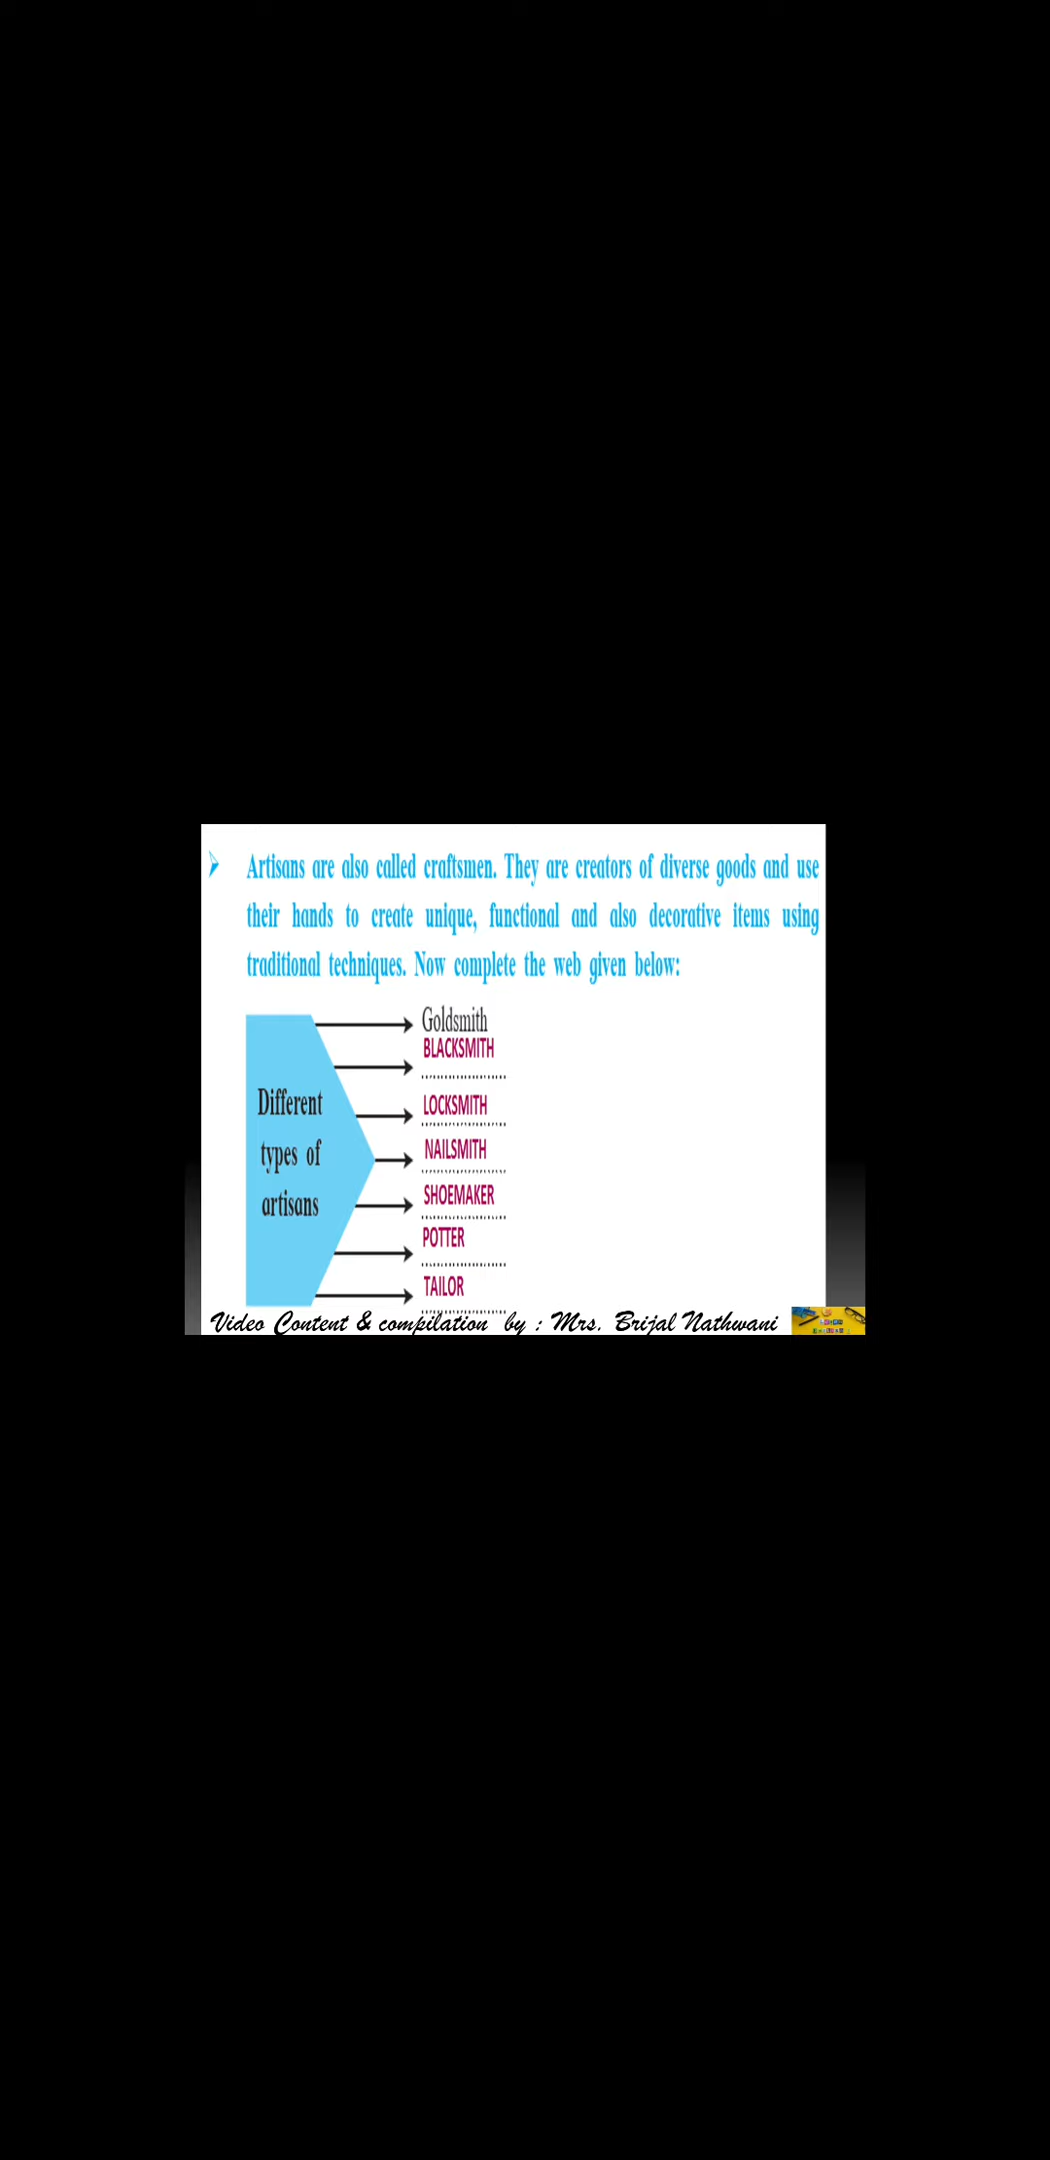 Artisans are also called craftsmen. They are creators of diverse goods and use
their hands to create unique, functional and also decorative items using
traditional techniques. Now complete the web given below:
Different
types of
artisans
Goldsmith
BLACKSMITH
LOCKSMITH
NAILSMITH
SHOEMAKER
POTTER
TAILOR
Video Content & compilation by : Mrs. Brijal Nathwani